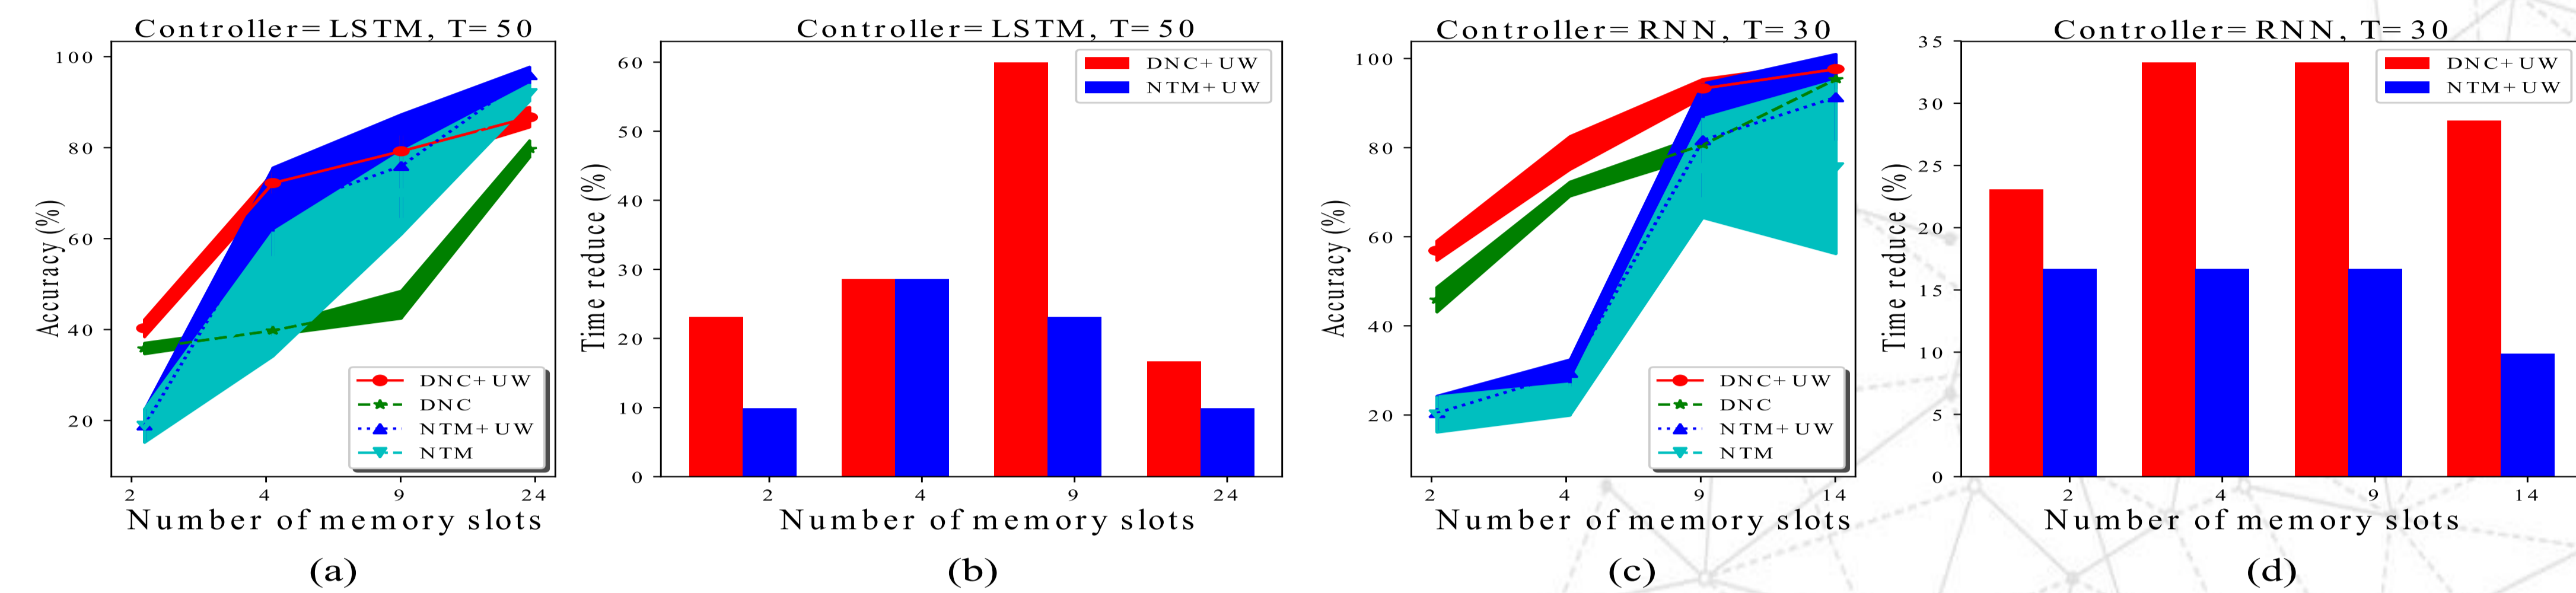 Controller= LSTM, T= 50
Accuracy (%)
100
80
60
40
20
DNC+UW
DNC
NTM+UW
NTM
2 4 9 24
Number of memory slots
(a)
Controller= LSTM, T= 50
Time reduce (%)
60
50
40
30
20
10
0
DNC+UW
NTM+UW
2 4 9 24
Number of memory slots
(b)
Controller= RNN, T= 30
Accuracy (%)
100
80
60
40
20
DNC+UW
DNC
NTM+UW
NTM
2 4 9 14
Number of memory slots
(c)
Controller= RNN, T= 30
Time reduce (%)
35
30
25
20
15
10
5
0
DNC+UW
NTM+UW
2 4 9 14
Number of memory slots
(d)